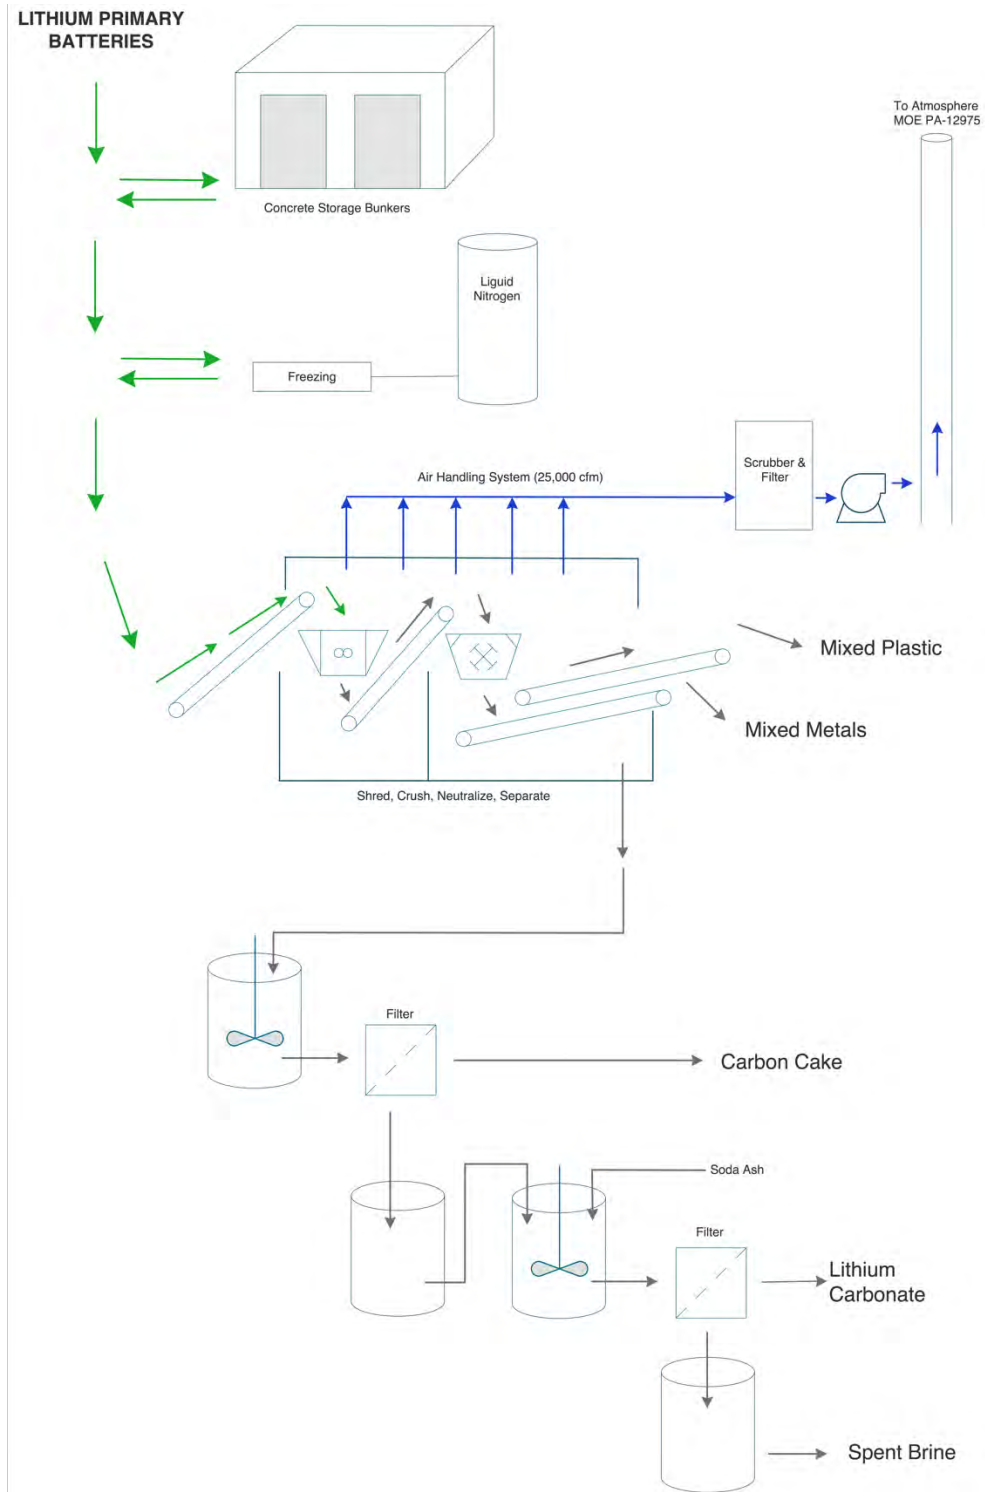 LITHIUM PRIMARY
BATTERIES
To Atmosphere
MOE PA-12975
Concrete Storage Bunkers
Liguid
Nitrogen
Freezing
Scrubber &
Filter
Air Handling System (25,000 cfm)
Mixed Plastic
Mixed Metals
Shred, Crush, Neutralize, Separate
Filter
Carbon Cake
Soda Ash
Filter
Lithium
Carbonate
Spent Brine